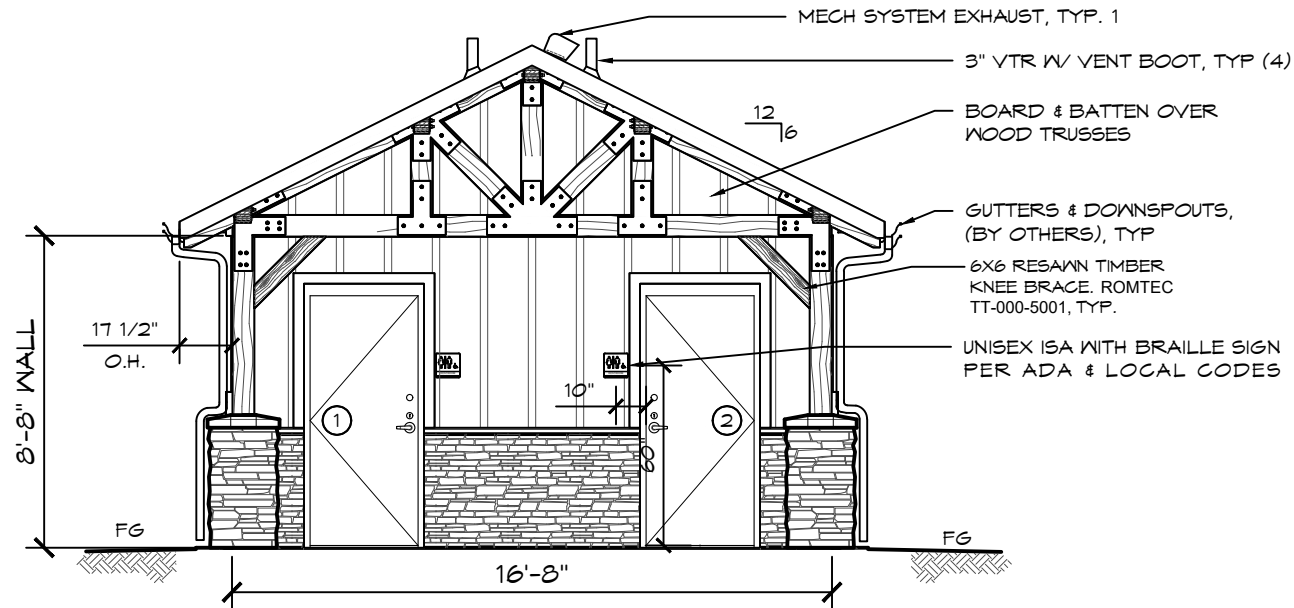 MECH SYSTEM EXHAUST, TYP. 1
3" VTR W/ VENT BOOT, TYP (4)
BOARD & BATTEN OVER
WOOD TRUSSES
12
6
GUTTERS & DOWNSPOUTS,
(BY OTHERS), TYP
6X6 RESAWN TIMBER
KNEE BRACE. ROMTEC
TT-000-5001, TYP.
UNISEX ISA WITH BRAILLE SIGN
PER ADA & LOCAL CODES
17 1/2"
O.H.
8'-8" WALL
10"
60"
1
2
FG
FG
16'-8"